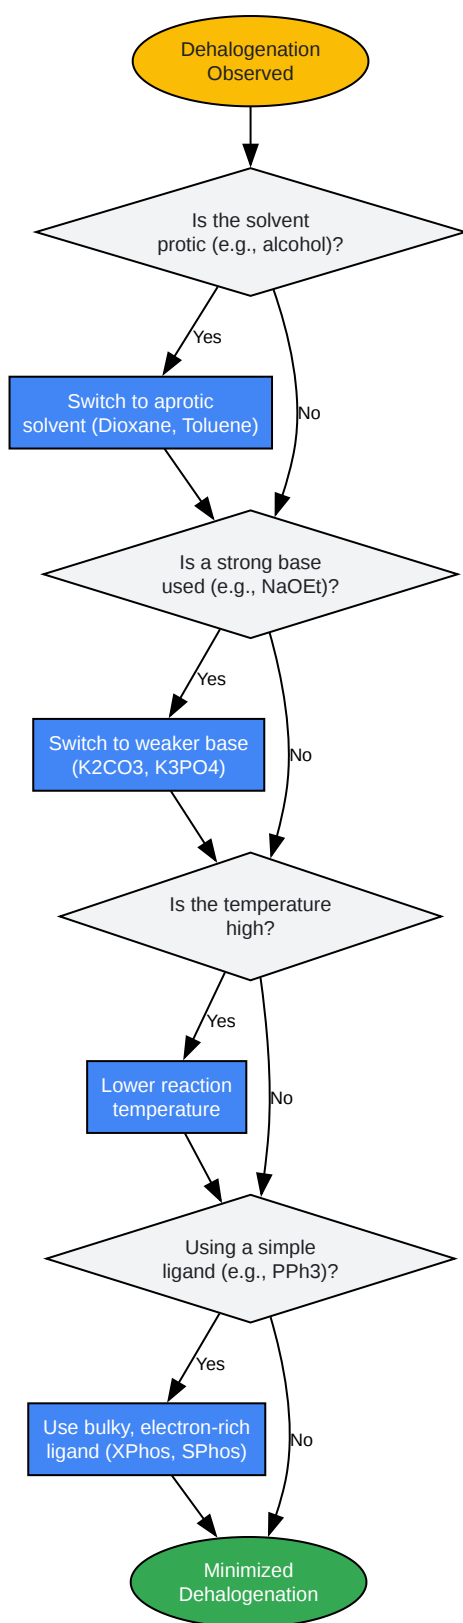 Dehalogenation
Observed
Is the solvent
protic (e.g., alcohol)?
Yes
Switch to aprotic
solvent (Dioxane, Toluene)
No
Is a strong base
used (e.g., NaOEt)?
Yes
Switch to weaker base
(K2CO3, K3PO4)
No
Is the temperature
high?
Yes
Lower reaction
temperature
No
Using a simple
ligand (e.g., PPh3)?
Yes
Use bulky, electron-rich
ligand (XPhos, SPhos)
No
Minimized
Dehalogenation